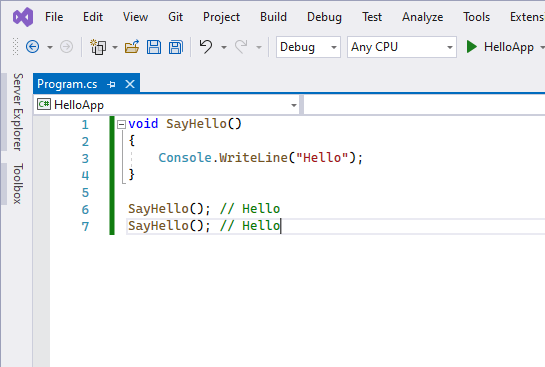 File Edit View Git Project Build Debug Test Analyze Tools Extens
Debug Any CPU HelloApp
Server Explorer
Toolbox
Program.cs
C# HelloApp
1 void SayHello()
2 {
3 Console.WriteLine("Hello");
4 }
5
6 SayHello(); // Hello
7 SayHello(); // Hello